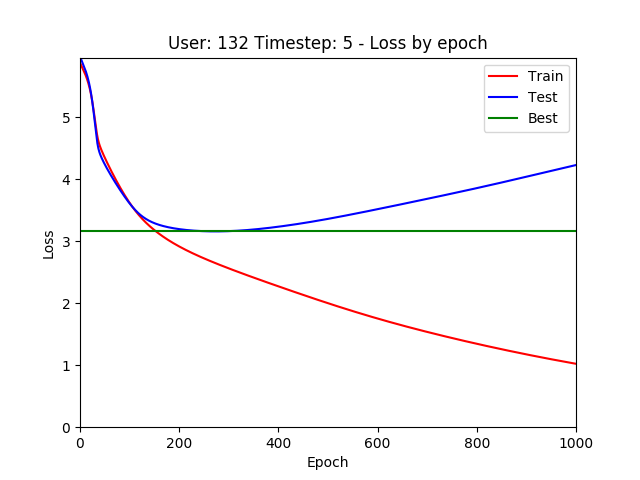 User: 132 Timestep: 5 - Loss by epoch
Train
Test
Best
5
4
3
2
1
0
Loss
0 200 400 600 800 1000
Epoch